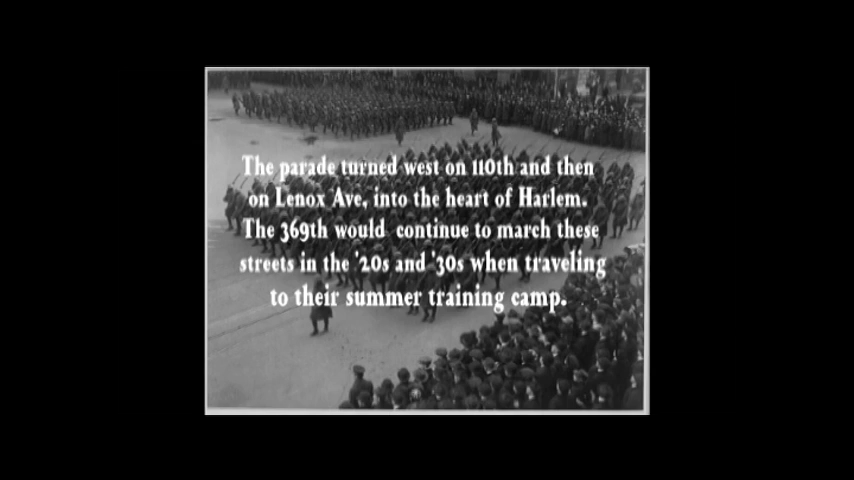 The parade turned west on 110th and then
on Lenox Ave, into the heart of Harlem.
The 369th would continue to march these
streets in the '20s and '30s when traveling
to their summer training camp.